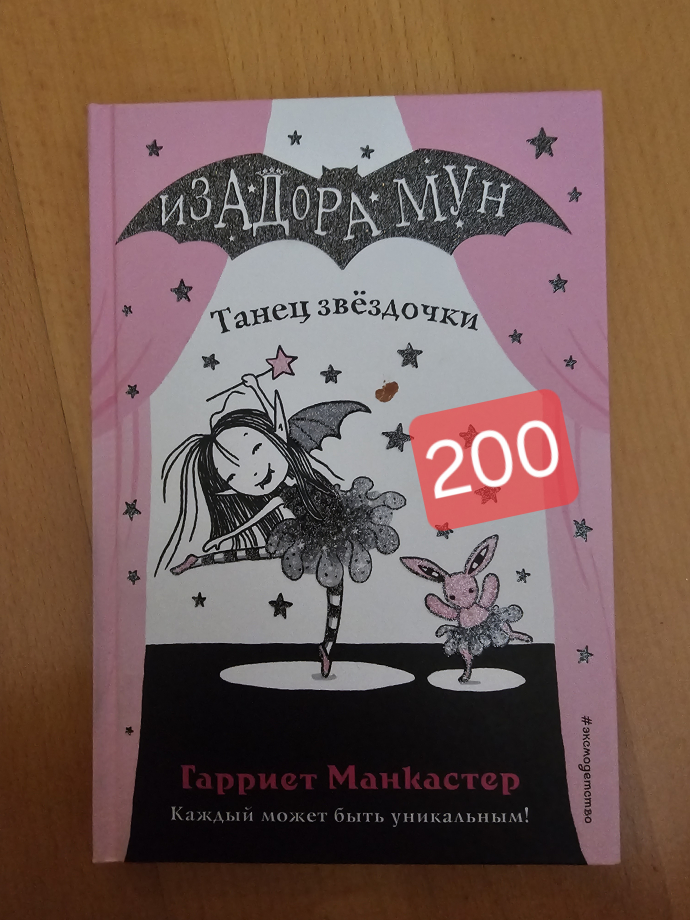 ИЗАДОРА МУН
Танец звёздочки
200
Гарриет Манкастер
Каждый может быть уникальным!
#эксмодетство